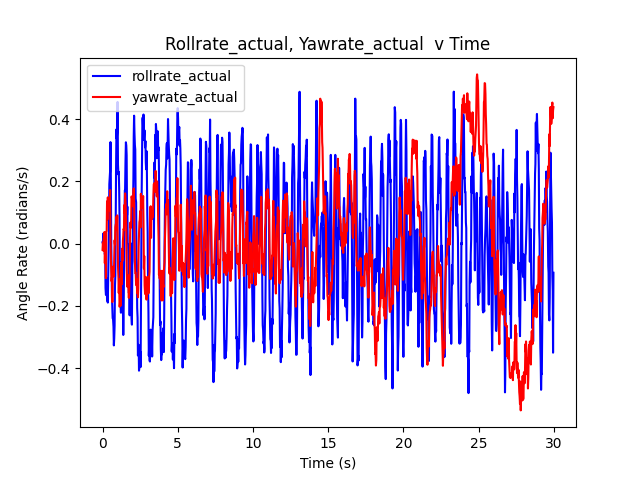 Rollrate_actual, Yawrate_actual  v Time
rollrate_actual
yawrate_actual
Angle Rate (radians/s)
0.4
0.2
0.0
−0.2
−0.4
0 5 10 15 20 25 30
Time (s)